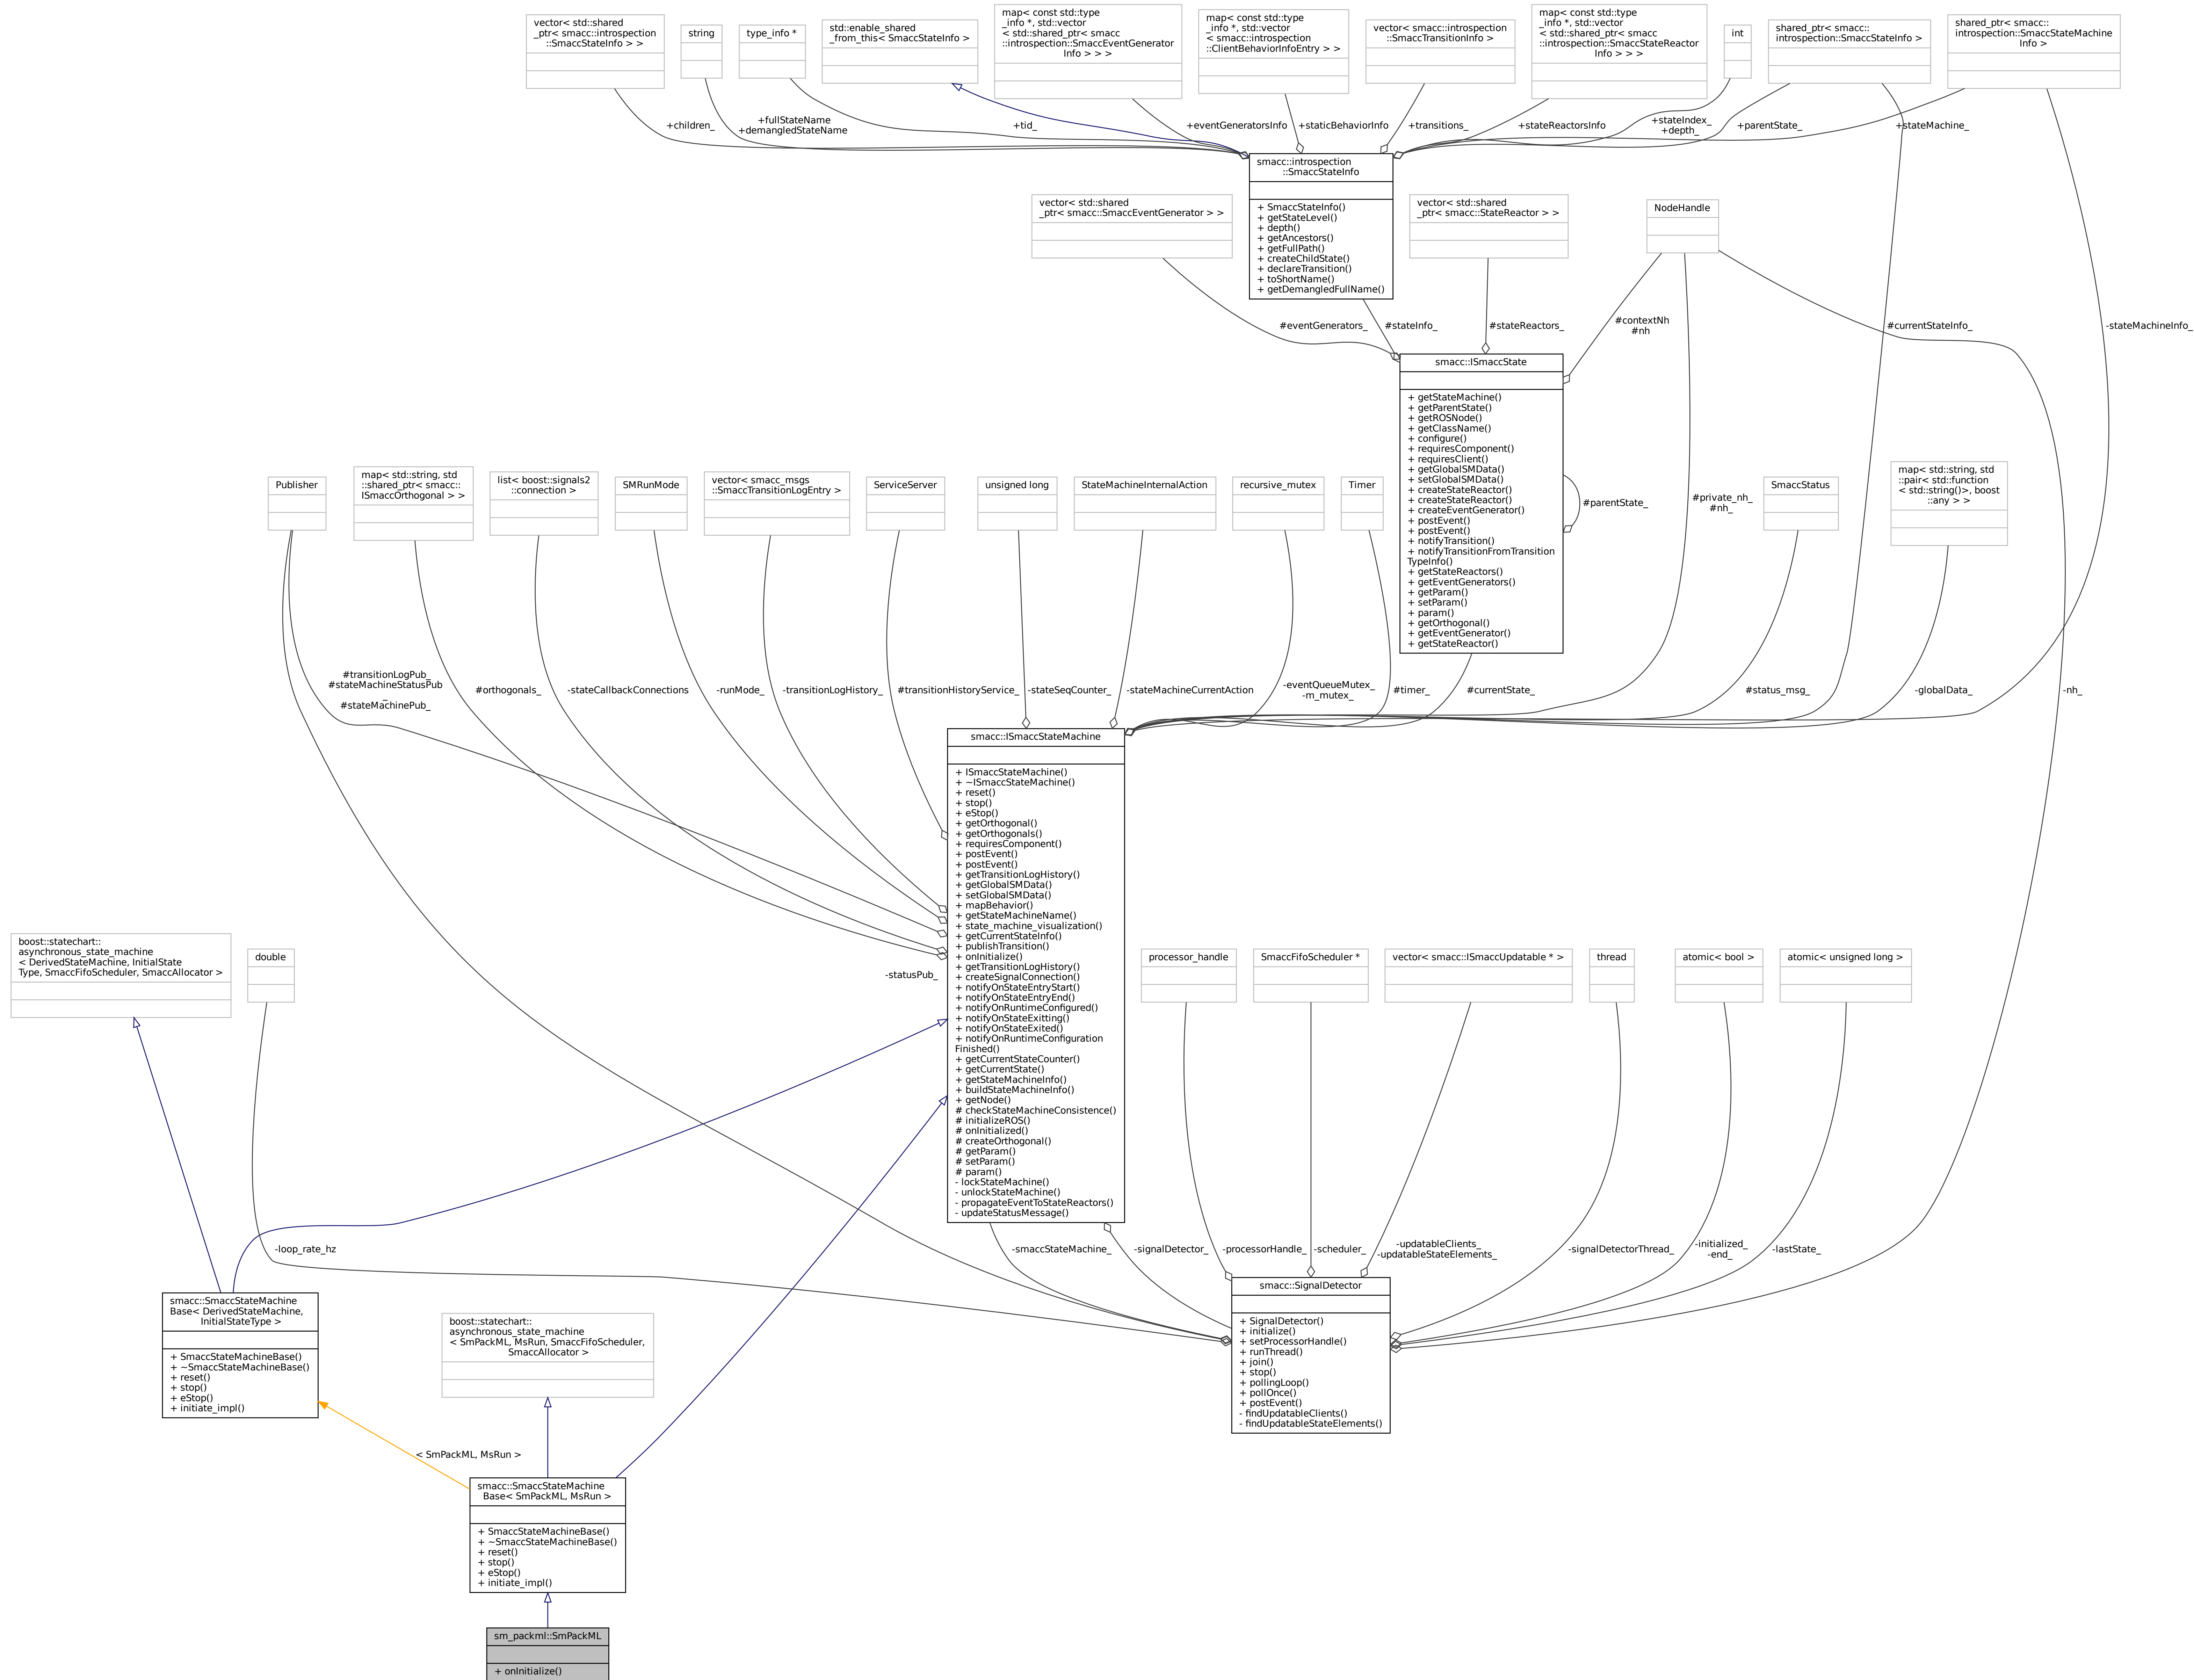 vector< std::shared
_ptr< smacc::introspection
::SmaccStateInfo > >
string
type_info *
std::enable_shared
_from_this< SmaccStateInfo >
map< const std::type
_info *, std::vector
< std::shared_ptr< smacc
::introspection::SmaccEventGenerator
Info > > >
map< const std::type
_info *, std::vector
< smacc::introspection
::ClientBehaviorInfoEntry > >
vector< smacc::introspection
::SmaccTransitionInfo >
map< const std::type
_info *, std::vector
< std::shared_ptr< smacc
::introspection::SmaccStateReactor
Info > > >
int
shared_ptr< smacc::
introspection::SmaccStateInfo >
shared_ptr< smacc::
introspection::SmaccStateMachine
Info >
+children_
+fullStateName
+demangledStateName
+tid_
+eventGeneratorsInfo
+staticBehaviorInfo
+transitions_
+stateReactorsInfo
+stateIndex_
+depth_
+parentState_
+stateMachine_
smacc::introspection
::SmaccStateInfo
+ SmaccStateInfo()
+ getStateLevel()
+ depth()
+ getAncestors()
+ getFullPath()
+ createChildState()
+ declareTransition()
+ toShortName()
+ getDemangledFullName()
vector< std::shared
_ptr< smacc::SmaccEventGenerator > >
vector< std::shared
_ptr< smacc::StateReactor > >
NodeHandle
#eventGenerators_
#stateInfo_
#stateReactors_
#contextNh
#nh
#currentStateInfo_
-stateMachineInfo_
smacc::ISmaccState
+ getStateMachine()
+ getParentState()
+ getROSNode()
+ getClassName()
+ configure()
+ requiresComponent()
+ requiresClient()
+ getGlobalSMData()
+ setGlobalSMData()
+ createStateReactor()
+ createStateReactor()
+ createEventGenerator()
+ postEvent()
+ postEvent()
+ notifyTransition()
+ notifyTransitionFromTransition
TypeInfo()
+ getStateReactors()
+ getEventGenerators()
+ getParam()
+ setParam()
+ param()
+ getOrthogonal()
+ getEventGenerator()
+ getStateReactor()
#parentState_
#private_nh_
#nh_
Publisher
map< std::string, std
::shared_ptr< smacc::
ISmaccOrthogonal > >
list< boost::signals2
::connection >
SMRunMode
vector< smacc_msgs
::SmaccTransitionLogEntry >
ServiceServer
unsigned long
StateMachineInternalAction
recursive_mutex
Timer
SmaccStatus
map< std::string, std
::pair< std::function
< std::string()>, boost
::any > >
#transitionLogPub_
#stateMachineStatusPub
_
#stateMachinePub_
#orthogonals_
-stateCallbackConnections
-runMode_
-transitionLogHistory_
#transitionHistoryService_
-stateSeqCounter_
-stateMachineCurrentAction
-eventQueueMutex_
-m_mutex_
#timer_
#currentState_
#status_msg_
-globalData_
-nh_
smacc::ISmaccStateMachine
+ ISmaccStateMachine()
+ ~ISmaccStateMachine()
+ reset()
+ stop()
+ eStop()
+ getOrthogonal()
+ getOrthogonals()
+ requiresComponent()
+ postEvent()
+ postEvent()
+ getTransitionLogHistory()
+ getGlobalSMData()
+ setGlobalSMData()
+ mapBehavior()
+ getStateMachineName()
+ state_machine_visualization()
+ getCurrentStateInfo()
+ publishTransition()
+ onInitialize()
+ getTransitionLogHistory()
+ createSignalConnection()
+ notifyOnStateEntryStart()
+ notifyOnStateEntryEnd()
+ notifyOnRuntimeConfigured()
+ notifyOnStateExitting()
+ notifyOnStateExited()
+ notifyOnRuntimeConfiguration
Finished()
+ getCurrentStateCounter()
+ getCurrentState()
+ getStateMachineInfo()
+ buildStateMachineInfo()
+ getNode()
# checkStateMachineConsistence()
# initializeROS()
# onInitialized()
# createOrthogonal()
# getParam()
# setParam()
# param()
- lockStateMachine()
- unlockStateMachine()
- propagateEventToStateReactors()
- updateStatusMessage()
boost::statechart::
asynchronous_state_machine
< DerivedStateMachine, InitialState
Type, SmaccFifoScheduler, SmaccAllocator >
double
-statusPub_
processor_handle
SmaccFifoScheduler *
vector< smacc::ISmaccUpdatable * >
thread
atomic< bool >
atomic< unsigned long >
-loop_rate_hz
-smaccStateMachine_
-signalDetector_
-processorHandle_
-scheduler_
-updatableClients_
-updatableStateElements_
-signalDetectorThread_
-initialized_
-end_
-lastState_
smacc::SmaccStateMachine
Base< DerivedStateMachine,
InitialStateType >
+ SmaccStateMachineBase()
+ ~SmaccStateMachineBase()
+ reset()
+ stop()
+ eStop()
+ initiate_impl()
boost::statechart::
asynchronous_state_machine
< SmPackML, MsRun, SmaccFifoScheduler,
SmaccAllocator >
smacc::SignalDetector
+ SignalDetector()
+ initialize()
+ setProcessorHandle()
+ runThread()
+ join()
+ stop()
+ pollingLoop()
+ pollOnce()
+ postEvent()
- findUpdatableClients()
- findUpdatableStateElements()
< SmPackML, MsRun >
smacc::SmaccStateMachine
Base< SmPackML, MsRun >
+ SmaccStateMachineBase()
+ ~SmaccStateMachineBase()
+ reset()
+ stop()
+ eStop()
+ initiate_impl()
sm_packml::SmPackML
+ onInitialize()